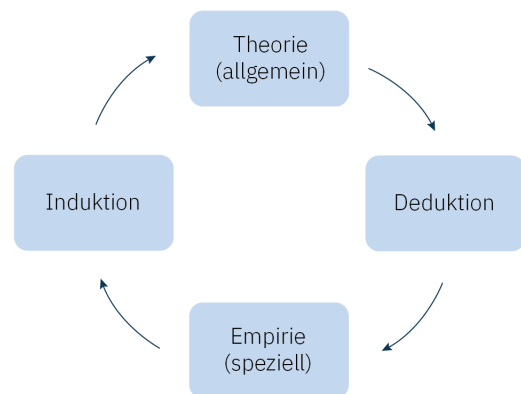 Theorie
(allgemein)
Induktion
Deduktion
Empirie
(speziell)